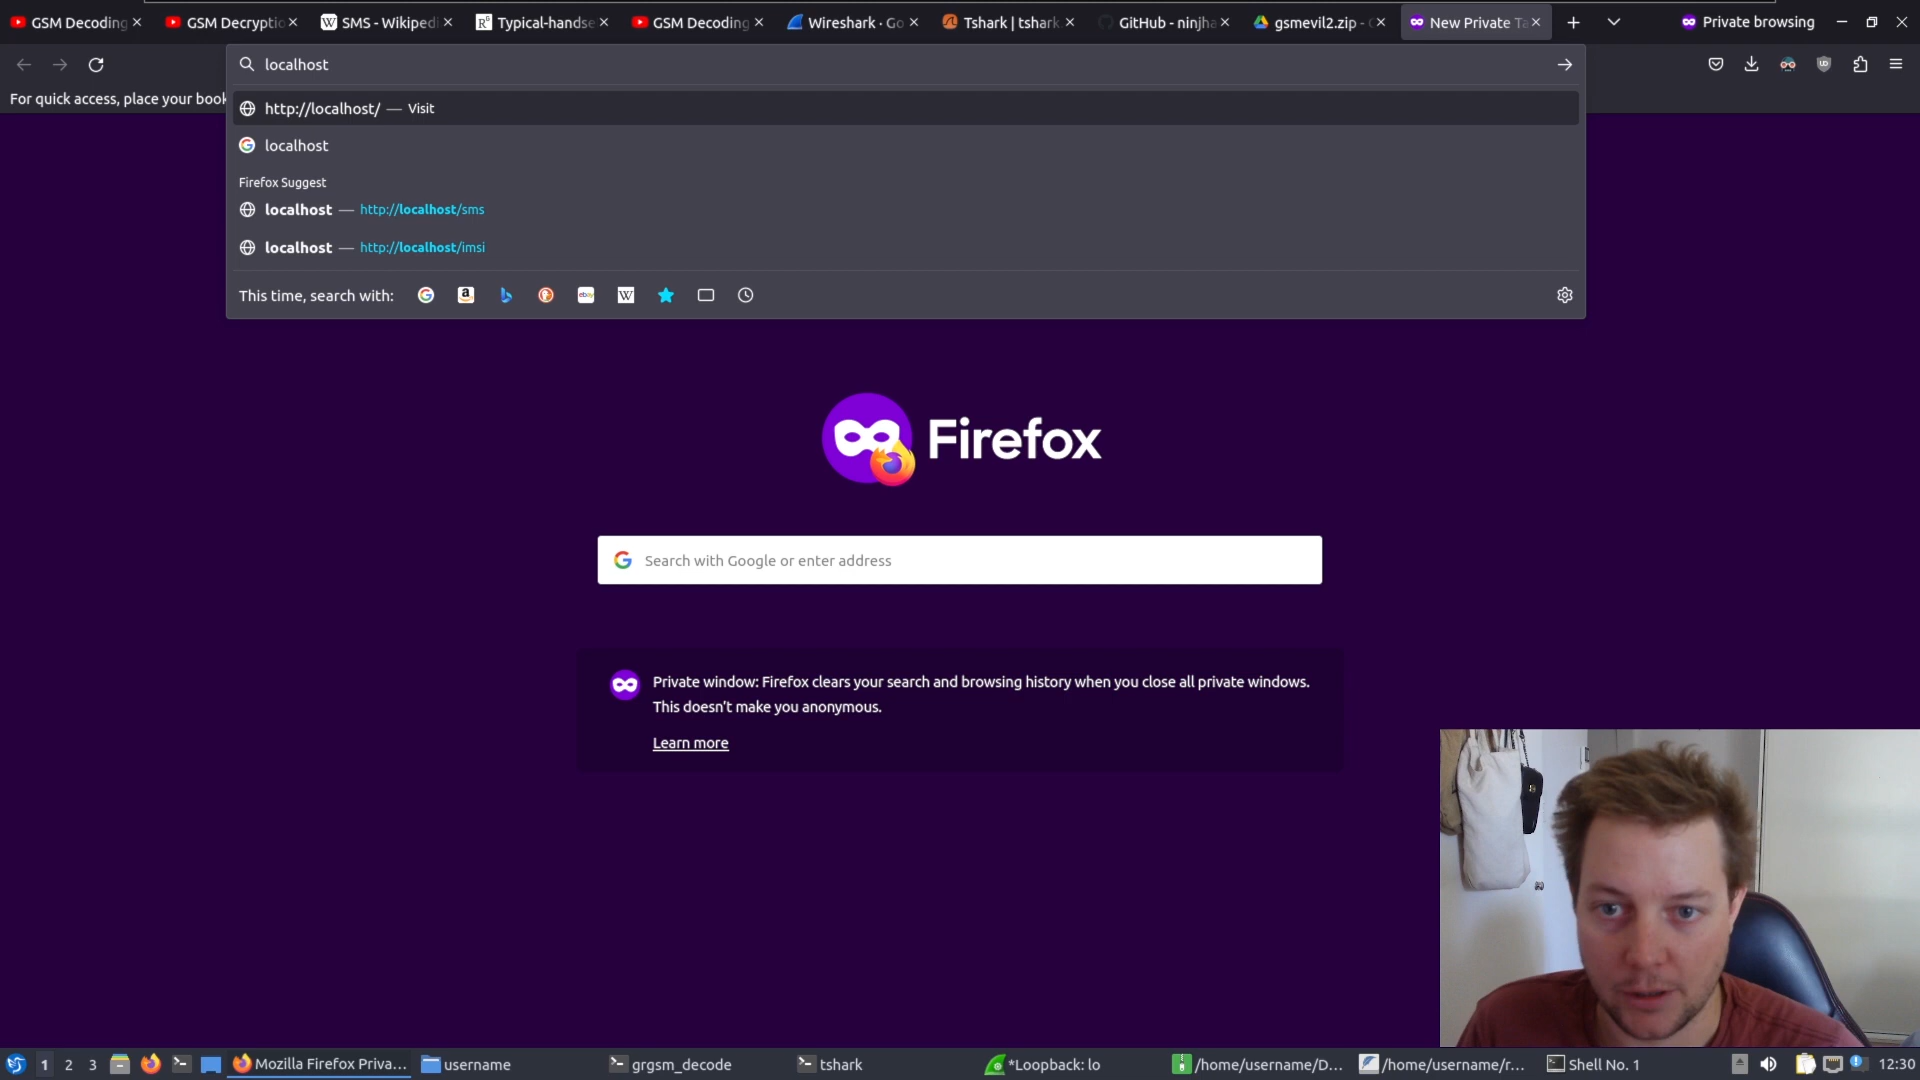 GSM Decoding
GSM Decryptio
SMS - Wikipedi
Typical-handse
GSM Decoding
Wireshark · Go
Tshark | tshark
GitHub - ninjha
gsmevil2.zip - G
New Private Ta
Private browsing
localhost
For quick access, place your book
http://localhost/ — Visit
localhost
Firefox Suggest
localhost — http://localhost/sms
localhost — http://localhost/imsi
This time, search with:
Firefox
Search with Google or enter address
Private window: Firefox clears your search and browsing history when you close all private windows.
This doesn't make you anonymous.
Learn more
1 2 3
Mozilla Firefox Priva...
username
grgsm_decode
tshark
*Loopback: lo
/home/username/D...
/home/username/r...
Shell No. 1
12:30